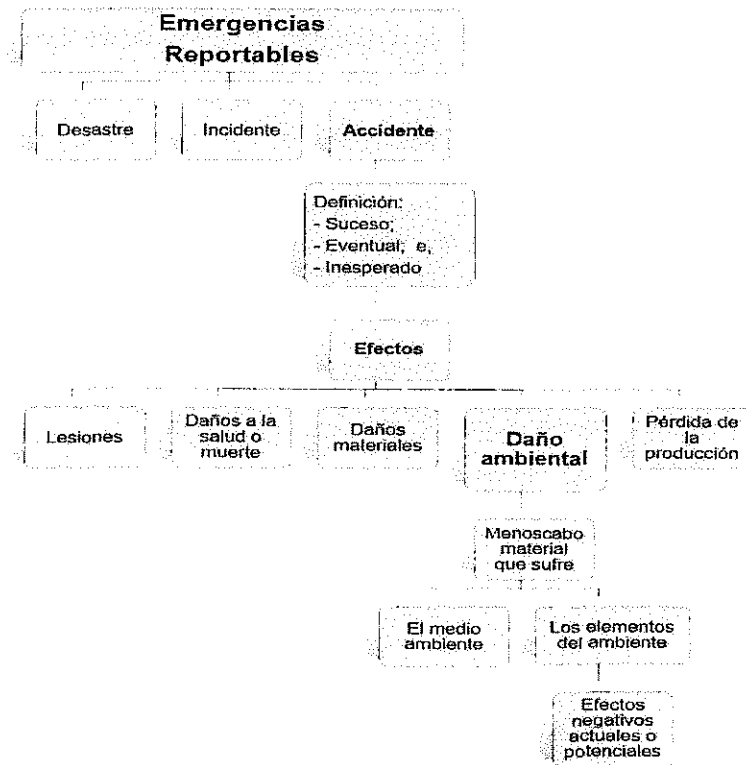 Emergencias
Reportables
Desastre
Incidente
Accidente
Definición:
- Suceso;
- Eventual; e,
- Inesperado
Efectos
Lesiones
Daños a la
salud o
muerte
Daños
materiales
Daño
ambiental
Pérdida de
la
producción
Menoscabo
material
que sufre
El medio
ambiente
Los elementos
del ambiente
Efectos
negativos
actuales o
potenciales